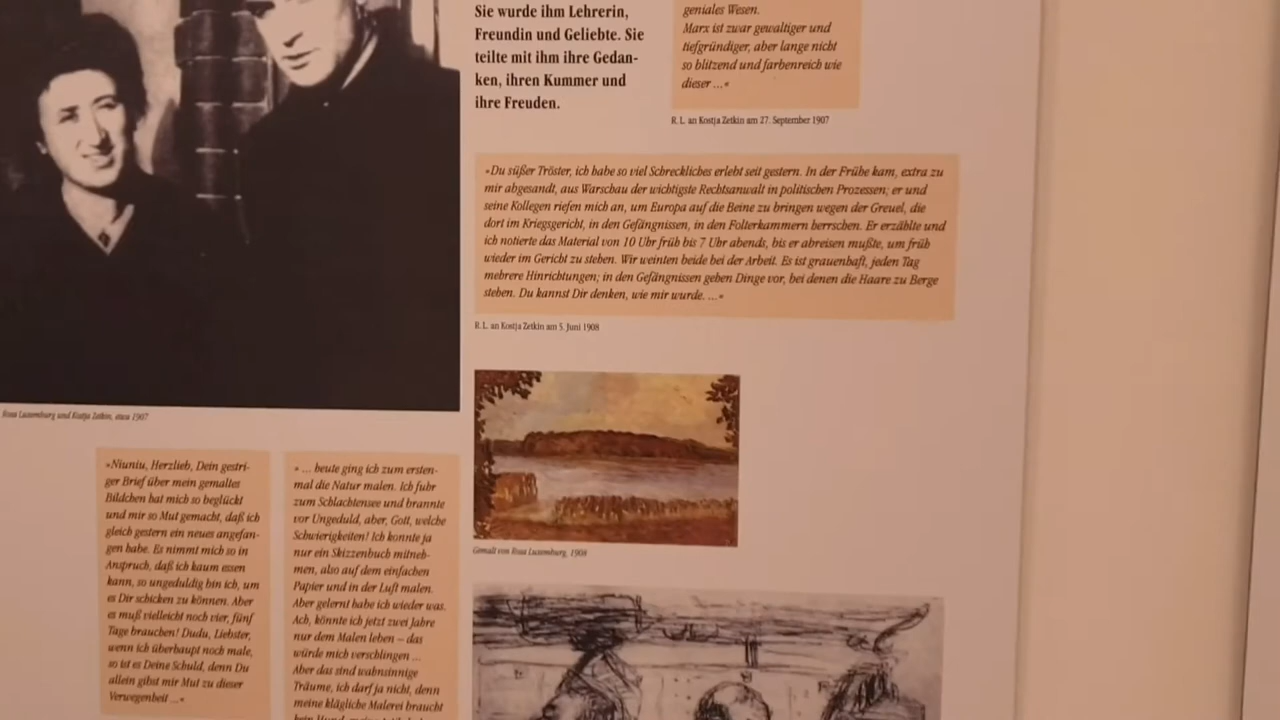 Sie wurde ihm Lehrerin,
Freundin und Geliebte. Sie
teilte mit ihm ihre Gedan-
ken, ihren Kummer und
ihre Freuden.
geniales Wesen.
Marx ist zwar gewaltiger und
tiefgründiger, aber lange nicht
so blitzend und farbenreich wie
dieser ...«
R. L. an Kostja Zetkin am 27. September 1907
»Du süßer Tröster, ich habe so viel Schreckliches erlebt seit gestern. In der Frühe kam, extra zu
mir abgesandt, aus Warschau der wichtigste Rechtsanwalt in politischen Prozessen; er und
seine Kollegen riefen mich an, um Europa auf die Beine zu bringen wegen der Greuel, die
dort im Kriegsgericht, in den Gefängnissen, in den Folterkammern herrschen. Er erzählte und
ich notierte das Material von 10 Uhr früh bis 7 Uhr abends, bis er abreisen mußte, um früh
wieder im Gericht zu stehen. Wir weinten beide bei der Arbeit. Es ist grauenhaft, jeden Tag
mehrere Hinrichtungen; in den Gefängnissen gehen Dinge vor, bei denen die Haare zu Berge
stehen. Du kannst Dir denken, wie mir wurde. ...«
R. L. an Kostja Zetkin am 5. Juni 1908
Rosa Luxemburg und Kostja Zetkin, etwa 1907
»Niuniu, Herzlieb, Dein gestri-
ger Brief über mein gemaltes
Bildchen hat mich so beglückt
und mir so Mut gemacht, daß ich
gleich gestern ein neues angefan-
gen habe. Es nimmt mich so in
Anspruch, daß ich kaum essen
kann, so ungeduldig bin ich, um
es Dir schicken zu können. Aber
es muß vielleicht noch vier, fünf
Tage brauchen! Dudu, Liebster,
wenn ich überhaupt noch male,
so ist es Deine Schuld, denn Du
allein gibst mir Mut zu dieser
Verwegenheit ...«
» ... heute ging ich zum ersten-
mal die Natur malen. Ich fuhr
zum Schlachtensee und brannte
vor Ungeduld, aber, Gott, welche
Schwierigkeiten! Ich konnte ja
nur ein Skizzenbuch mitneh-
men, also auf dem einfachen
Papier und in der Luft malen.
Aber gelernt habe ich wieder was.
Ach, könnte ich jetzt zwei Jahre
nur dem Malen leben – das
würde mich verschlingen ...
Aber das sind wahnsinnige
Träume, ich darf ja nicht, denn
meine klägliche Malerei braucht
Gemalt von Rosa Luxemburg, 1908